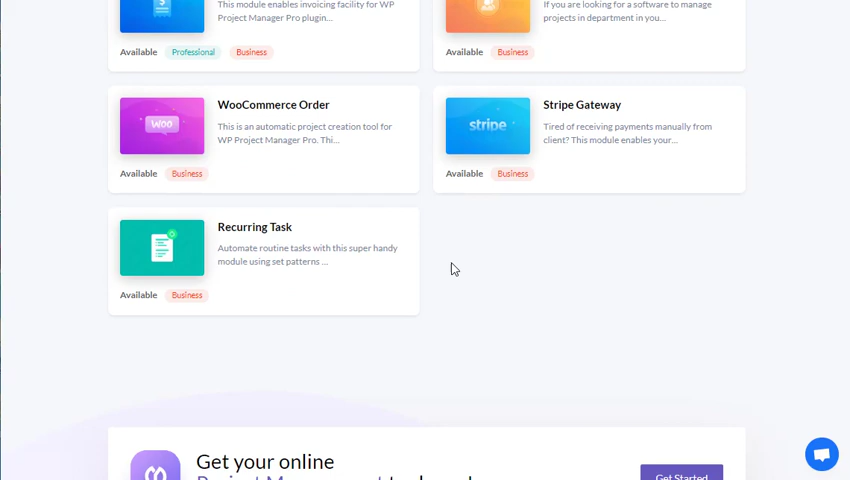 This module enables invoicing facility for WP
Project Manager Pro plugin...
Available Professional Business
If you are looking for a software to manage
projects in department in you...
Available Business
Woo
WooCommerce Order
This is an automatic project creation tool for
WP Project Manager Pro. Thi...
Available Business
stripe
Stripe Gateway
Tired of receiving payments manually from
client? This module enables your...
Available Business
Recurring Task
Automate routine tasks with this super handy
module using set patterns ...
Available Business
Get your online
Get Started